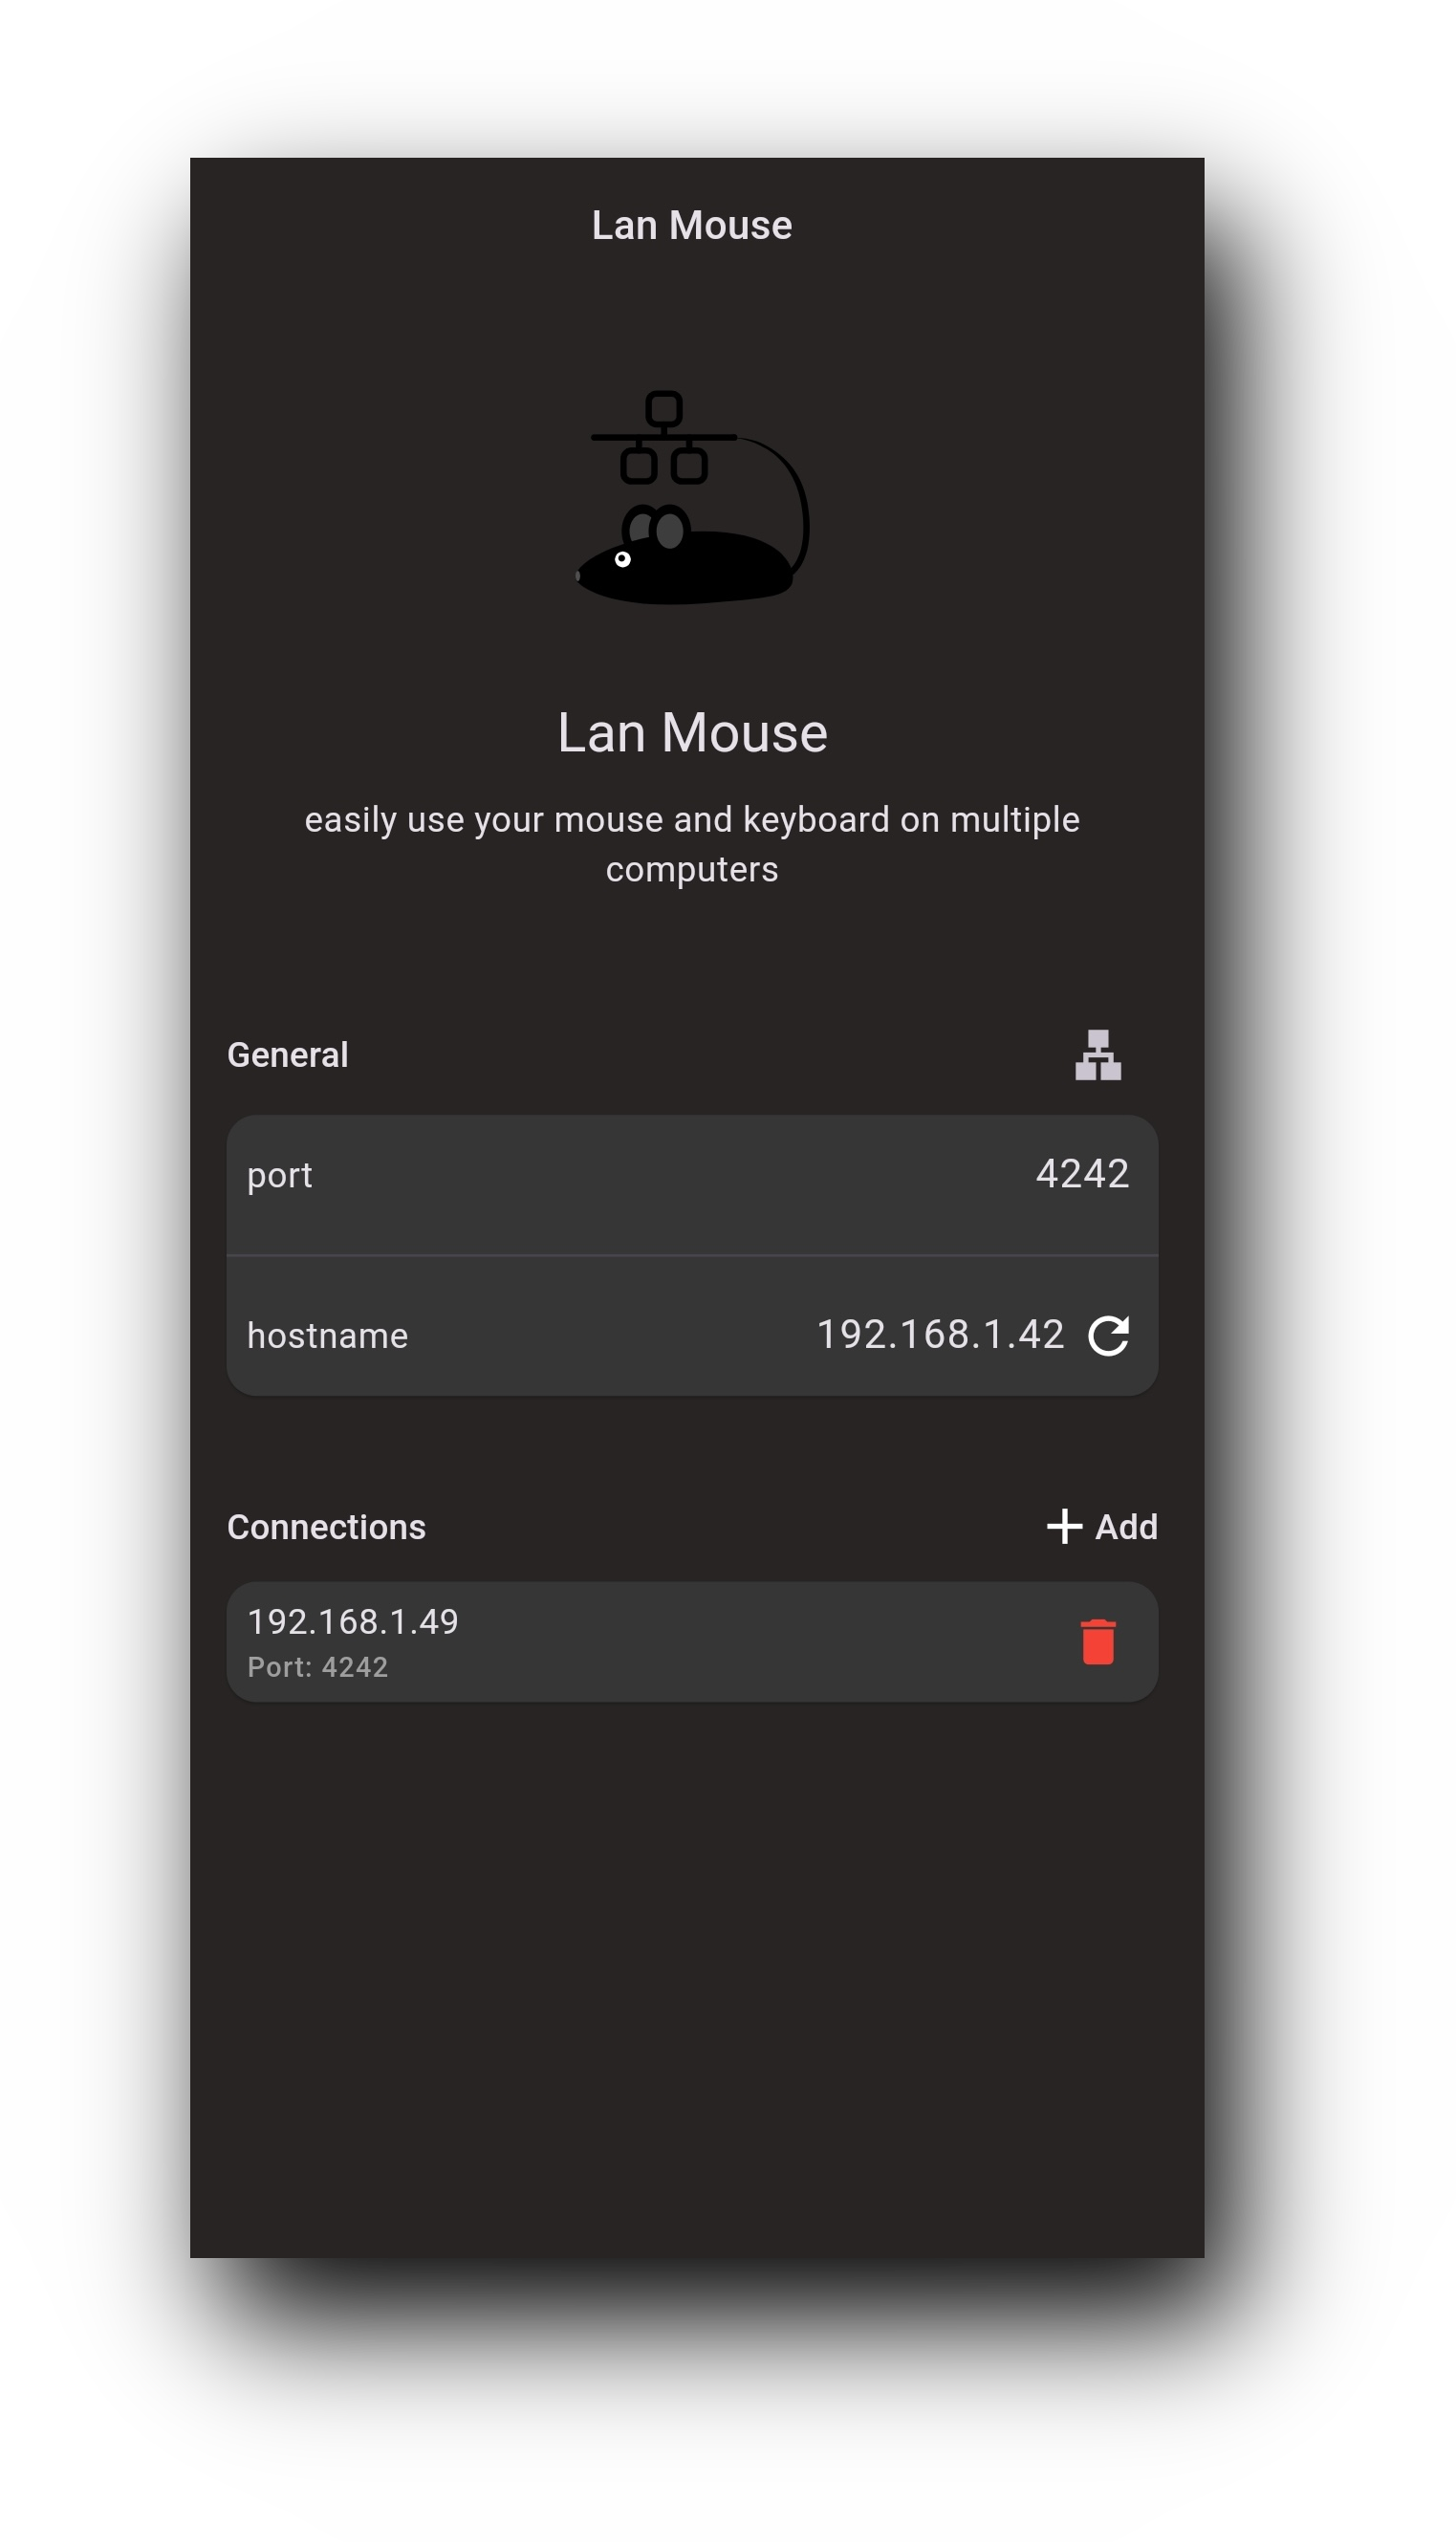 Lan Mouse
Lan Mouse
easily use your mouse and keyboard on multiple
computers
General
port 4242
hostname 192.168.1.42
Connections Add
192.168.1.49
Port: 4242